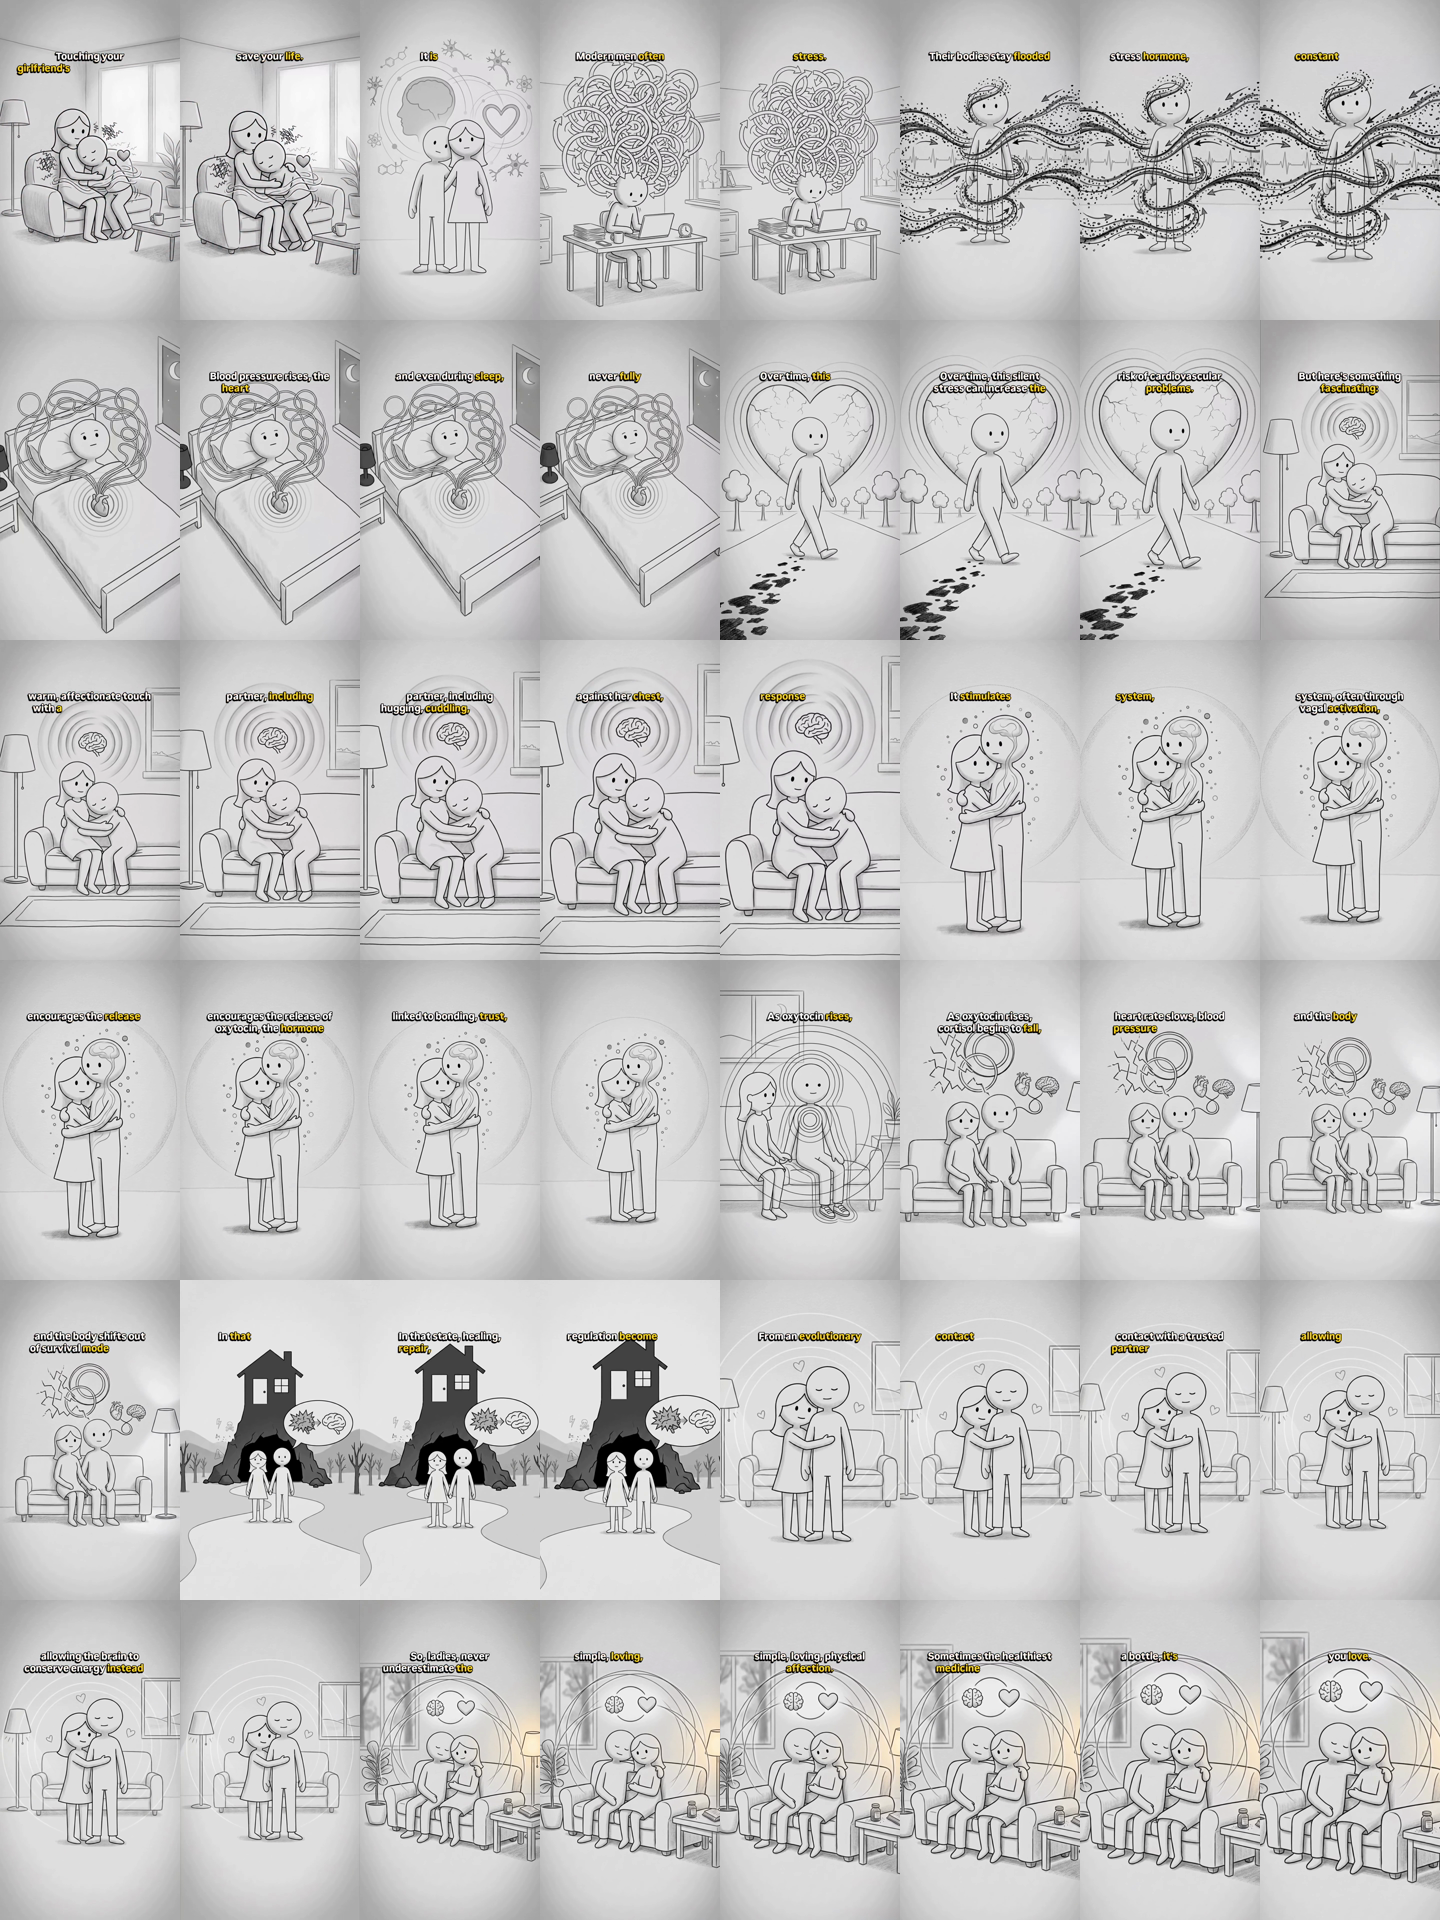 Touching your
girlfriend's
save your life.
It is
Modern men often
stress.
Their bodies stay flooded
stress hormone,
constant
Blood pressure rises, the
heart
and even during sleep,
never fully
Over time, this
Over time, this silent
stress can increase the
risk of cardiovascular
problems.
But here's something
fascinating:
warm, affectionate touch
with a
partner, including
partner, including
hugging, cuddling,
against her chest,
response
It stimulates
system,
system, often through
vagal activation,
encourages the release
encourages the release of
oxytocin, the hormone
linked to bonding, trust,
As oxytocin rises,
As oxytocin rises,
cortisol begins to fall,
heart rate slows, blood
pressure
and the body
and the body shifts out
of survival mode
In that
In that state, healing,
repair,
regulation become
From an evolutionary
contact
contact with a trusted
partner
allowing
allowing the brain to
conserve energy instead
So, ladies, never
underestimate the
simple, loving,
simple, loving, physical
affection.
Sometimes the healthiest
medicine
a bottle, it's
you love.